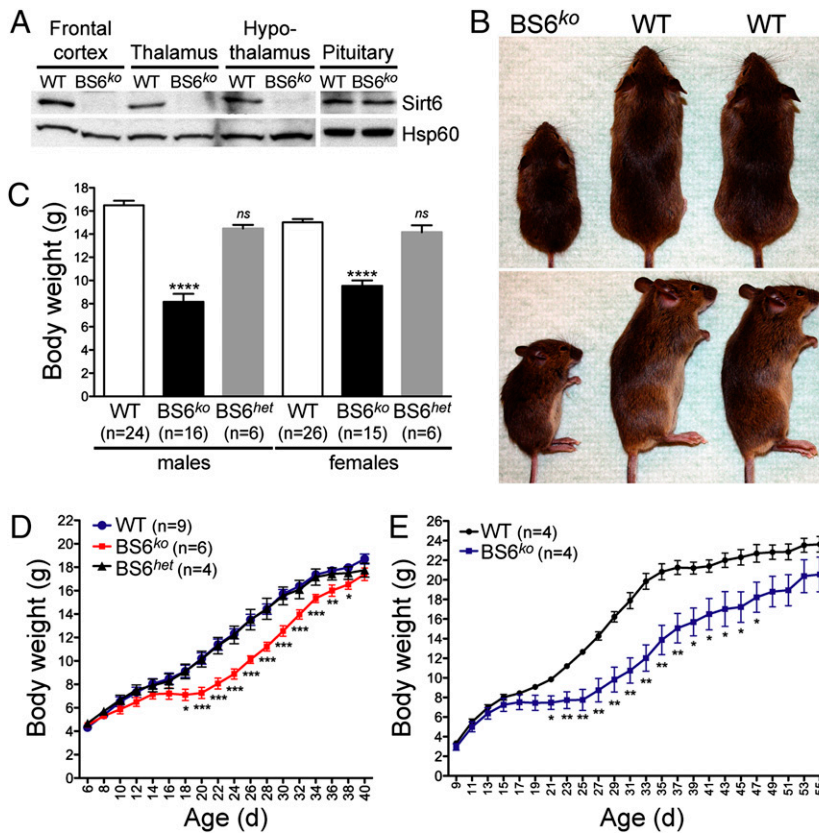 A
Frontal cortex Thalamus Hypo-thalamus Pituitary
WT BS6ko WT BS6ko WT BS6ko WT BS6ko
Sirt6
Hsp60
B
BS6ko WT WT
C
Body weight (g)
18
16
14
12
10
8
6
4
2
0
**** ns **** ns
WT BS6ko BS6het WT BS6ko BS6het
(n=24) (n=16) (n=6) (n=26) (n=15) (n=6)
males females
D
WT (n=9)
BS6ko (n=6)
BS6het (n=4)
Body weight (g)
22
20
18
16
14
12
10
8
6
4
2
0
* *** *** *** *** *** *** *** *** ** *
6 8 10 12 14 16 18 20 22 24 26 28 30 32 34 36 38 40
Age (d)
E
WT (n=4)
BS6ko (n=4)
Body weight (g)
26
24
22
20
18
16
14
12
10
8
6
4
2
0
* ** ** ** ** ** ** ** ** * * * * *
9 11 13 15 17 19 21 23 25 27 29 31 33 35 37 39 41 43 45 47 49 51 53 55
Age (d)